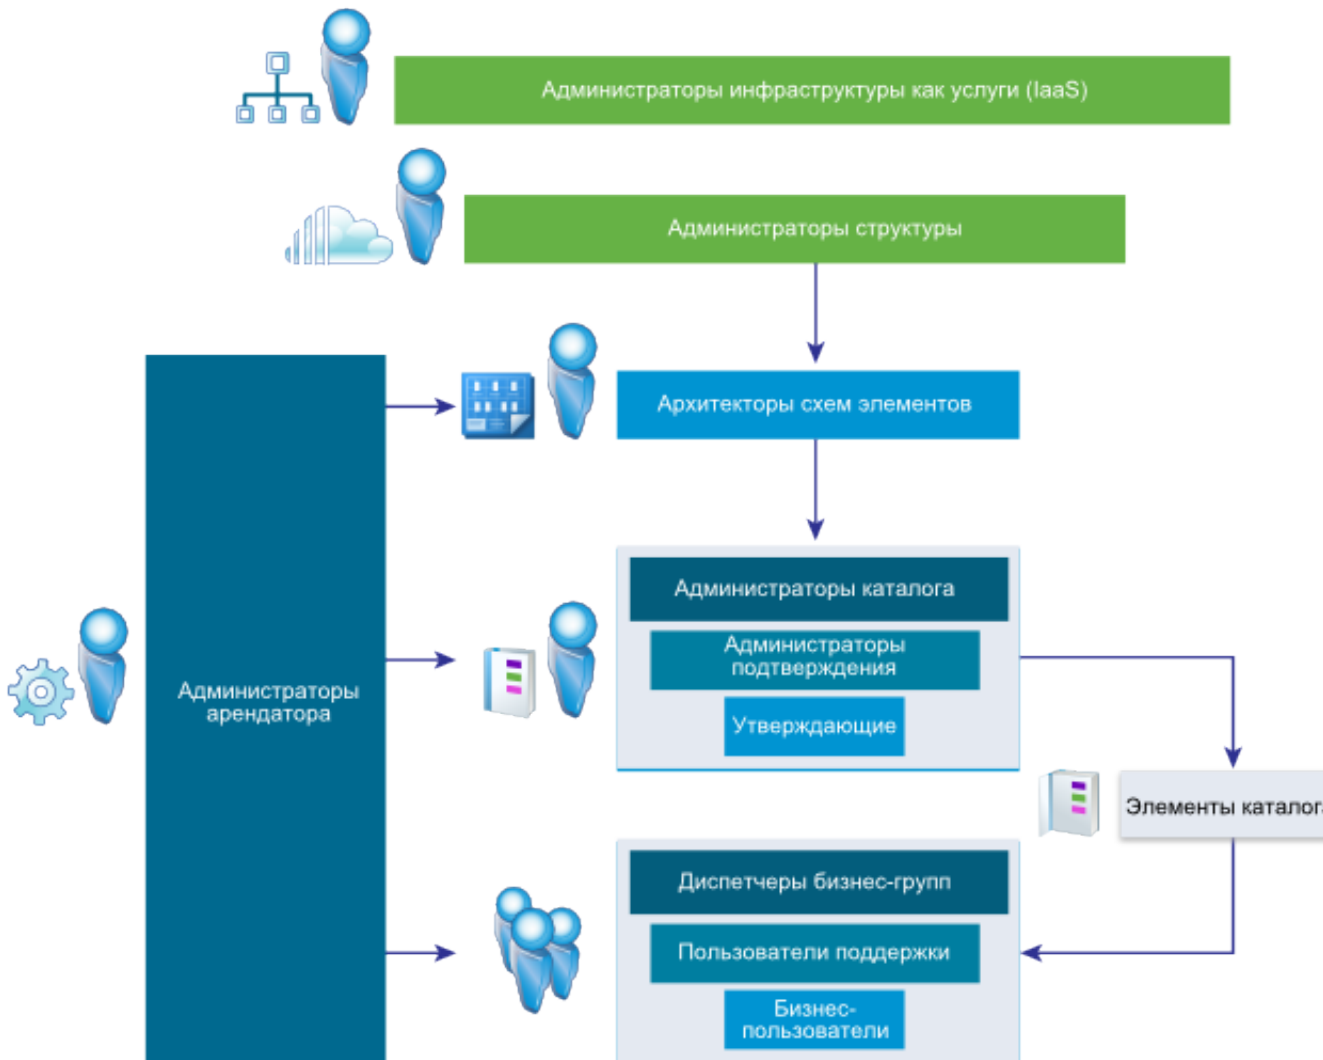 Администраторы инфраструктуры как услуги (IaaS)
Администраторы структуры
Архитекторы схем элементов
Администраторы каталога
Администраторы
подтверждения
Утверждающие
Администраторы
арендатора
Элементы каталога
Диспетчеры бизнес-групп
Пользователи поддержки
Бизнес-
пользователи